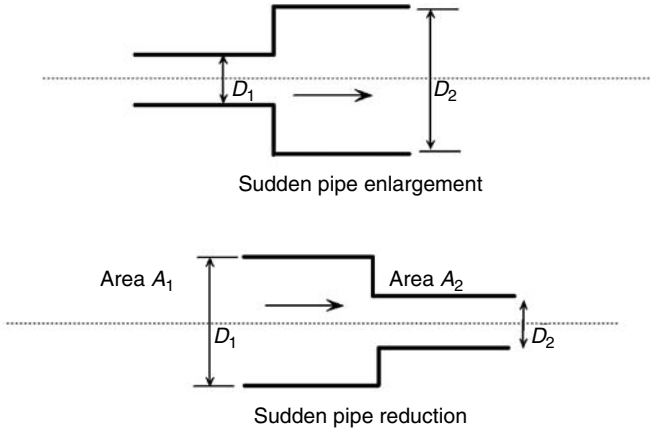 D1
D2
Sudden pipe enlargement
Area A1
Area A2
D1
D2
Sudden pipe reduction